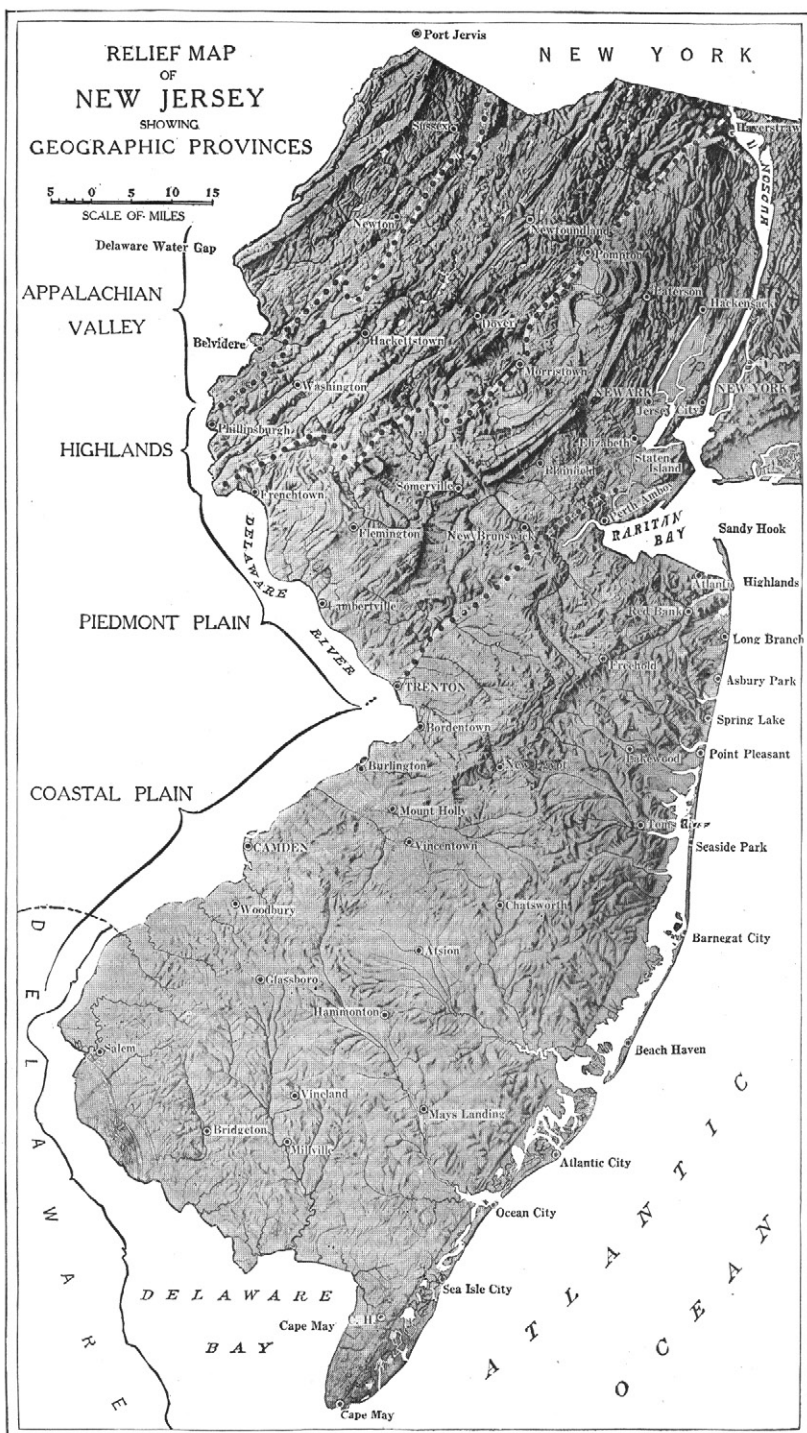 Port Jervis
NEW YORK
RELIEF MAP
OF
NEW JERSEY
SHOWING
GEOGRAPHIC PROVINCES
5 0 5 10 15
SCALE OF MILES
Sussex
Haverstraw
HUDSON
Newton
Newfoundland
Delaware Water Gap
Pompton
APPALACHIAN
VALLEY
Paterson
Hackensack
Dover
Belvidere
Hackettstown
Morristown
Washington
NEW YORK
NEWARK
Jersey City
Phillipsburgh
HIGHLANDS
Elizabeth
Staten
Island
Plainfield
Somerville
Frenchtown
Perth Amboy
Flemington
New Brunswick
RARITAN
BAY
Sandy Hook
DELAWARE
RIVER
Atlantic Highlands
Lambertville
Red Bank
PIEDMONT PLAIN
Long Branch
Freehold
TRENTON
Asbury Park
Spring Lake
Bordentown
Lakewood
Point Pleasant
Burlington
New Egypt
COASTAL PLAIN
Mount Holly
Toms River
CAMDEN
Vincentown
Seaside Park
Woodbury
Chatsworth
Barnegat City
Atsion
Glassboro
Hammonton
Salem
Beach Haven
Vineland
Mays Landing
Bridgeton
Millville
Atlantic City
Ocean City
DELAWARE
BAY
Sea Isle City
Cape May C. H.
Cape May
DELAWARE
ATLANTIC
OCEAN